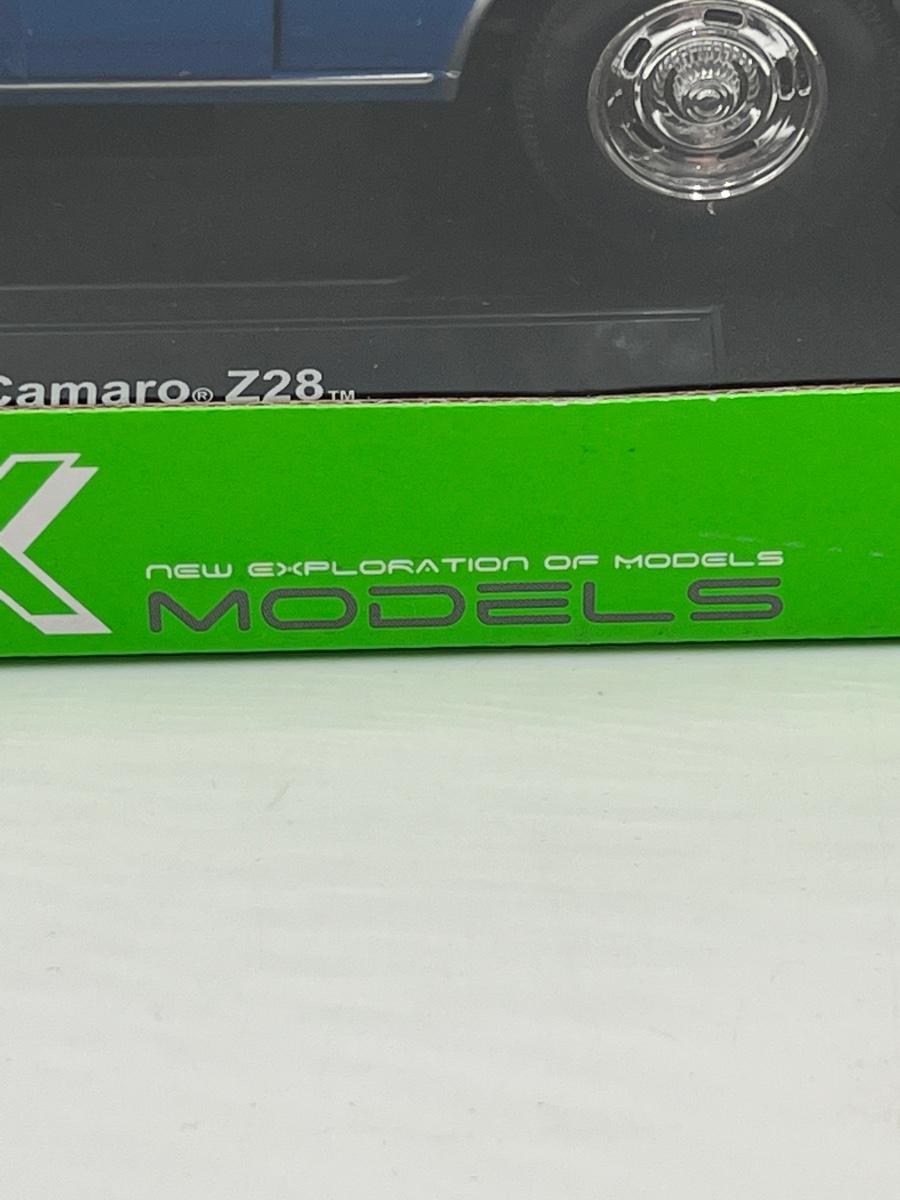 Camaro® Z28™
X
NEW EXPLORATION OF MODELS
MODELS